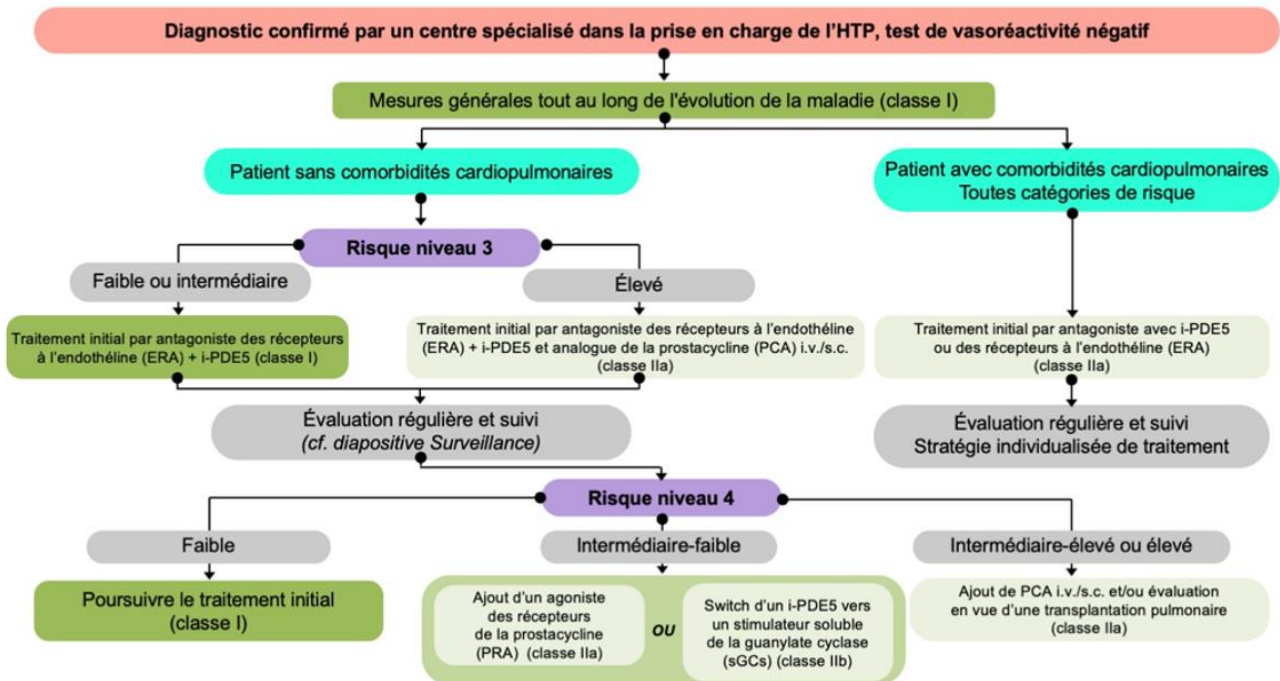 Diagnostic confirmé par un centre spécialisé dans la prise en charge de l'HTP, test de vasoréactivité négatif
Mesures générales tout au long de l'évolution de la maladie (classe I)
Patient sans comorbidités cardiopulmonaires
Patient avec comorbidités cardiopulmonaires
Toutes catégories de risque
Risque niveau 3
Faible ou intermédiaire
Élevé
Traitement initial par antagoniste des récepteurs
à l'endothéline (ERA) + i-PDE5 (classe I)
Traitement initial par antagoniste des récepteurs à l'endothéline
(ERA) + i-PDE5 et analogue de la prostacycline (PCA) i.v./s.c.
(classe IIa)
Traitement initial par antagoniste avec i-PDE5
ou des récepteurs à l'endothéline (ERA)
(classe IIa)
Évaluation régulière et suivi
(cf. diapositive Surveillance)
Évaluation régulière et suivi
Stratégie individualisée de traitement
Risque niveau 4
Faible
Intermédiaire-faible
Intermédiaire-élevé ou élevé
Poursuivre le traitement initial
(classe I)
Ajout d'un agoniste
des récepteurs
de la prostacycline
(PRA) (classe IIa)
OU
Switch d'un i-PDE5 vers
un stimulateur soluble
de la guanylate cyclase
(sGCs) (classe IIb)
Ajout de PCA i.v./s.c. et/ou évaluation
en vue d'une transplantation pulmonaire
(classe IIa)